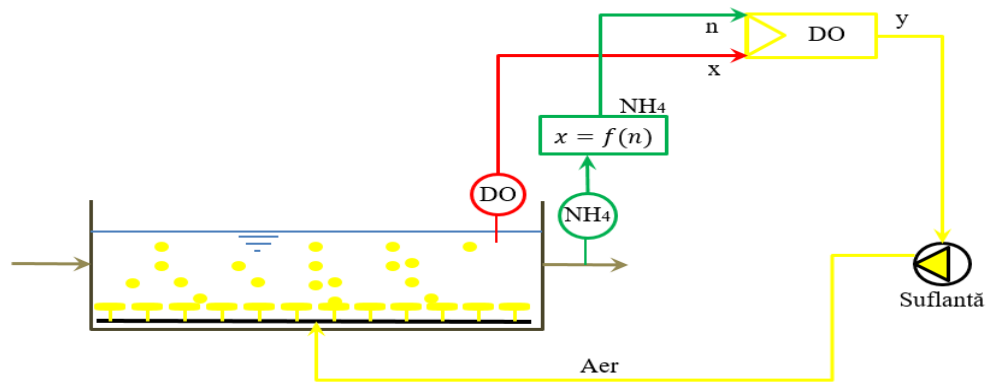 n
DO
y
x
NH₄
x = f(n)
DO
NH₄
Suflantă
Aer